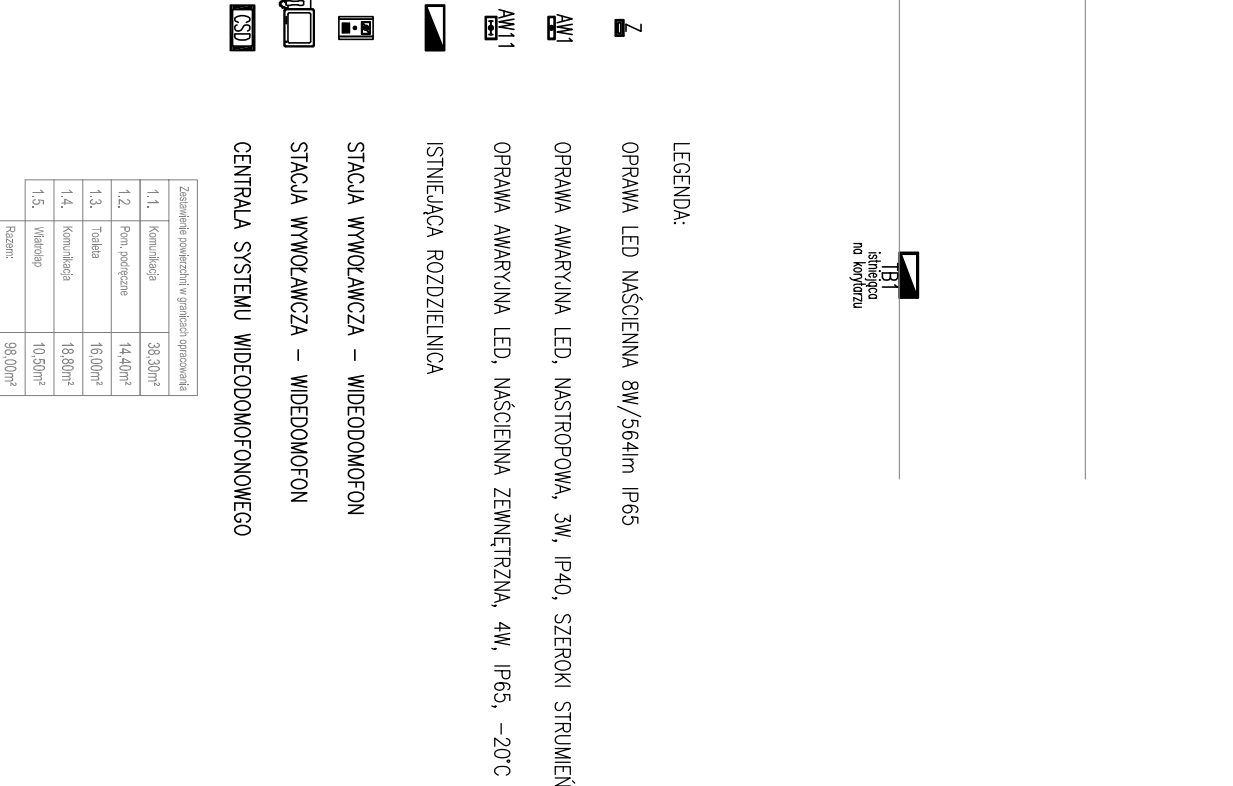 TB1
istniejąca
na korytarzu
LEGENDA:
Z OPRAWA LED NAŚCIENNA 8W/564lm IP65
AW1 OPRAWA AWARYJNA LED, NASTROPOWA, 3W, IP40, SZEROKI STRUMIEŃ
AW11 OPRAWA AWARYJNA LED, NAŚCIENNA ZEWNĘTRZNA, 4W, IP65, −20°C
ISTNIEJĄCA ROZDZIELNICA
STACJA WYWOŁAWCZA − WIDEODOMOFON
STACJA WYWOŁAWCZA − WIDEDOMOFON
CSD CENTRALA SYSTEMU WIDEODOMOFONOWEGO
Zestawienie powierzchni w granicach opracowania
1.1. Komunikacja 38,30m²
1.2. Pom. podręczne 14,40m²
1.3. Toaleta 16,00m²
1.4. Komunikacja 18,80m²
1.5. Wiatrołap 10,50m²
Razem: 98,00m²